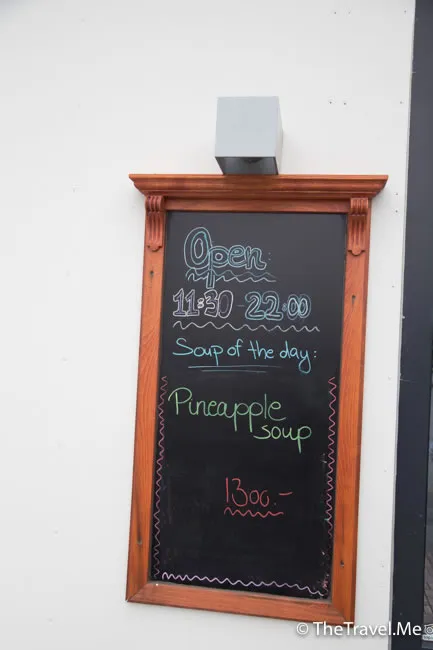 Open:
11:30 - 22:00
Soup of the day:
Pineapple
soup
1300.-
© TheTravel.Me